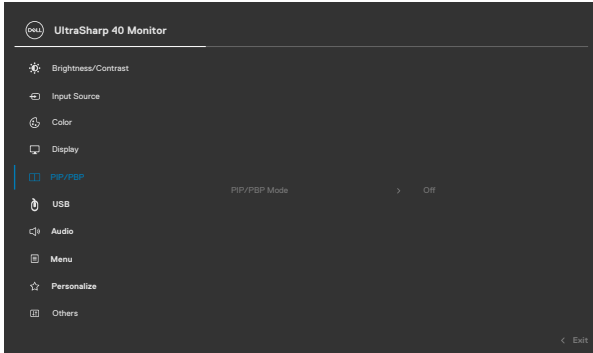 DELL UltraSharp 40 Monitor
Brightness/Contrast
Input Source
Color
Display
PIP/PBP
PIP/PBP Mode > Off
USB
Audio
Menu
Personalize
Others
< Exit